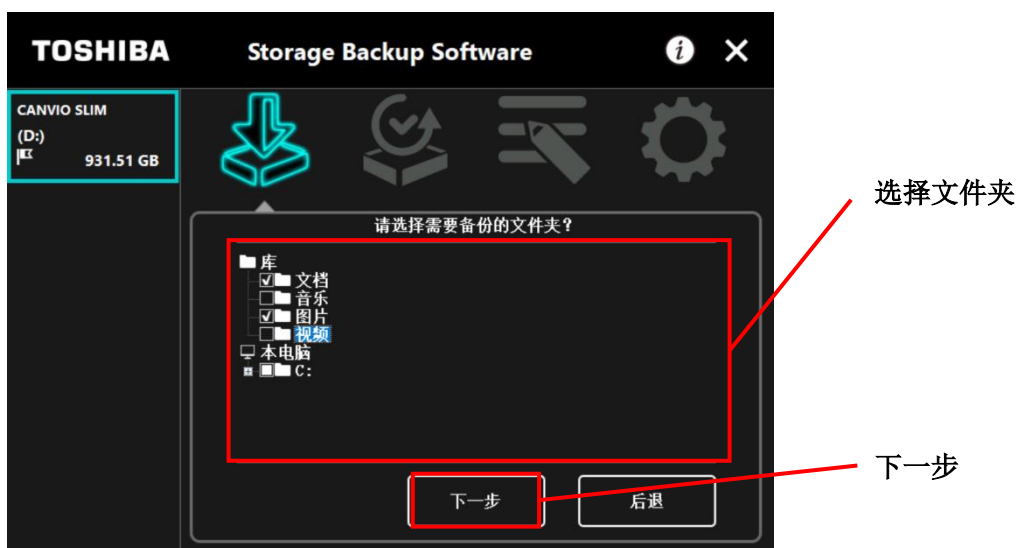 TOSHIBA
Storage Backup Software
i
CANVIO SLIM
(D:)
931.51 GB
请选择需要备份的文件夹?
库
文档
音乐
图片
视频
本电脑
C:
下一步
后退
选择文件夹
下一步